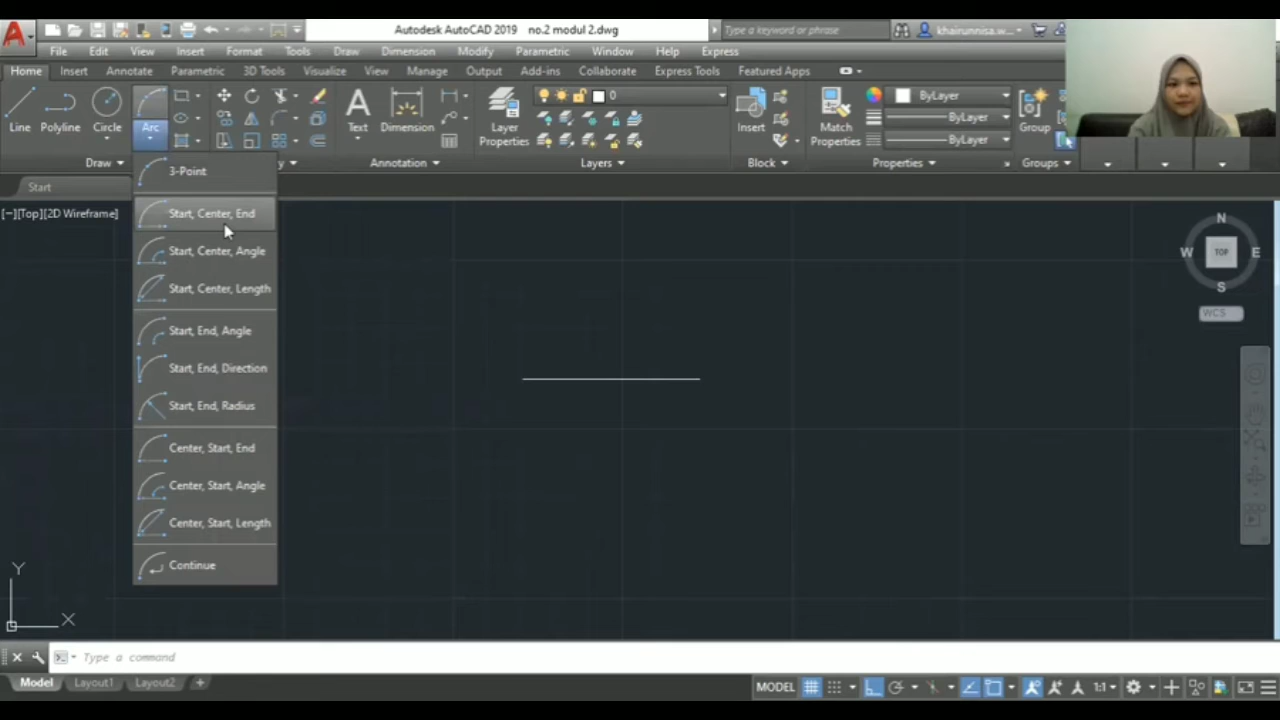 Autodesk AutoCAD 2019 no.2 modul 2.dwg
Type a keyword or phrase
khairunnisa.w...
File Edit View Insert Format Tools Draw Dimension Modify Parametric Window Help Express
Home Insert Annotate Parametric 3D Tools Visualize View Manage Output Add-ins Collaborate Express Tools Featured Apps
Line Polyline Circle Arc Text Dimension Layer Properties 0 Insert Match Properties ByLayer Group
ByLayer
ByLayer
Draw Annotation Layers Block Properties Groups
Start
[−][Top][2D Wireframe]
3-Point
Start, Center, End
Start, Center, Angle
Start, Center, Length
Start, End, Angle
Start, End, Direction
Start, End, Radius
Center, Start, End
Center, Start, Angle
Center, Start, Length
Continue
N
W TOP E
S
WCS
Y
X
Type a command
Model Layout1 Layout2 +
MODEL 1:1